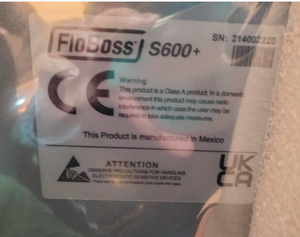 FloBoss S600+
SN: 214002220
CE
Warning
This product is a Class A product. In a domestic
environment this product may cause radio
interference in which case the user may be
required to take adequate measures.
This Product is manufactured in Mexico
ATTENTION
OBSERVE PRECAUTIONS FOR HANDLING
ELECTROSTATIC SENSITIVE DEVICES
UK
CA